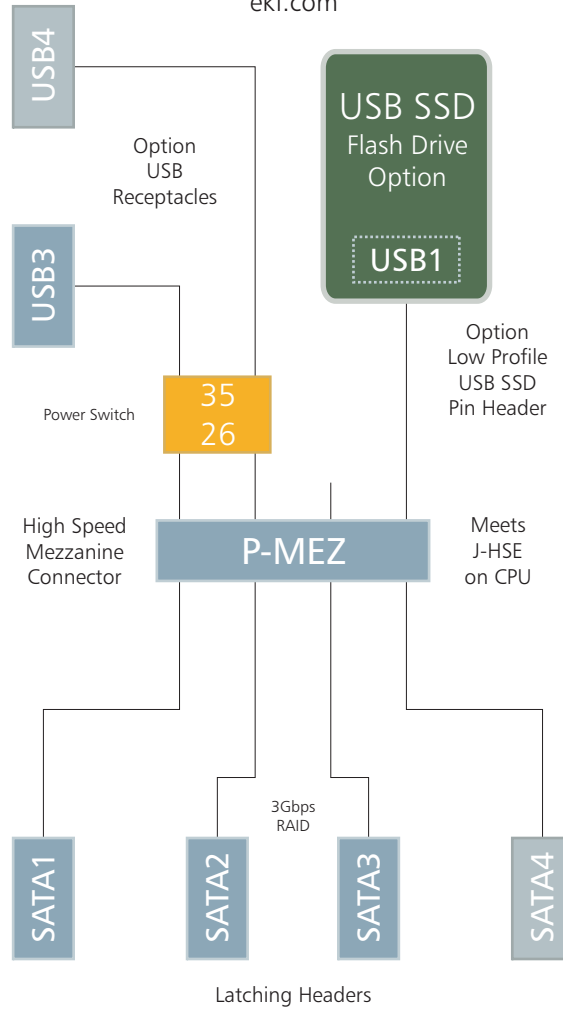 ekf.com
USB4
USB SSD
Flash Drive
Option
USB1
Option
USB
Receptacles
USB3
Option
Low Profile
USB SSD
Pin Header
Power Switch
35
26
High Speed
Mezzanine
Connector
P-MEZ
Meets
J-HSE
on CPU
3Gbps
RAID
SATA1
SATA2
SATA3
SATA4
Latching Headers